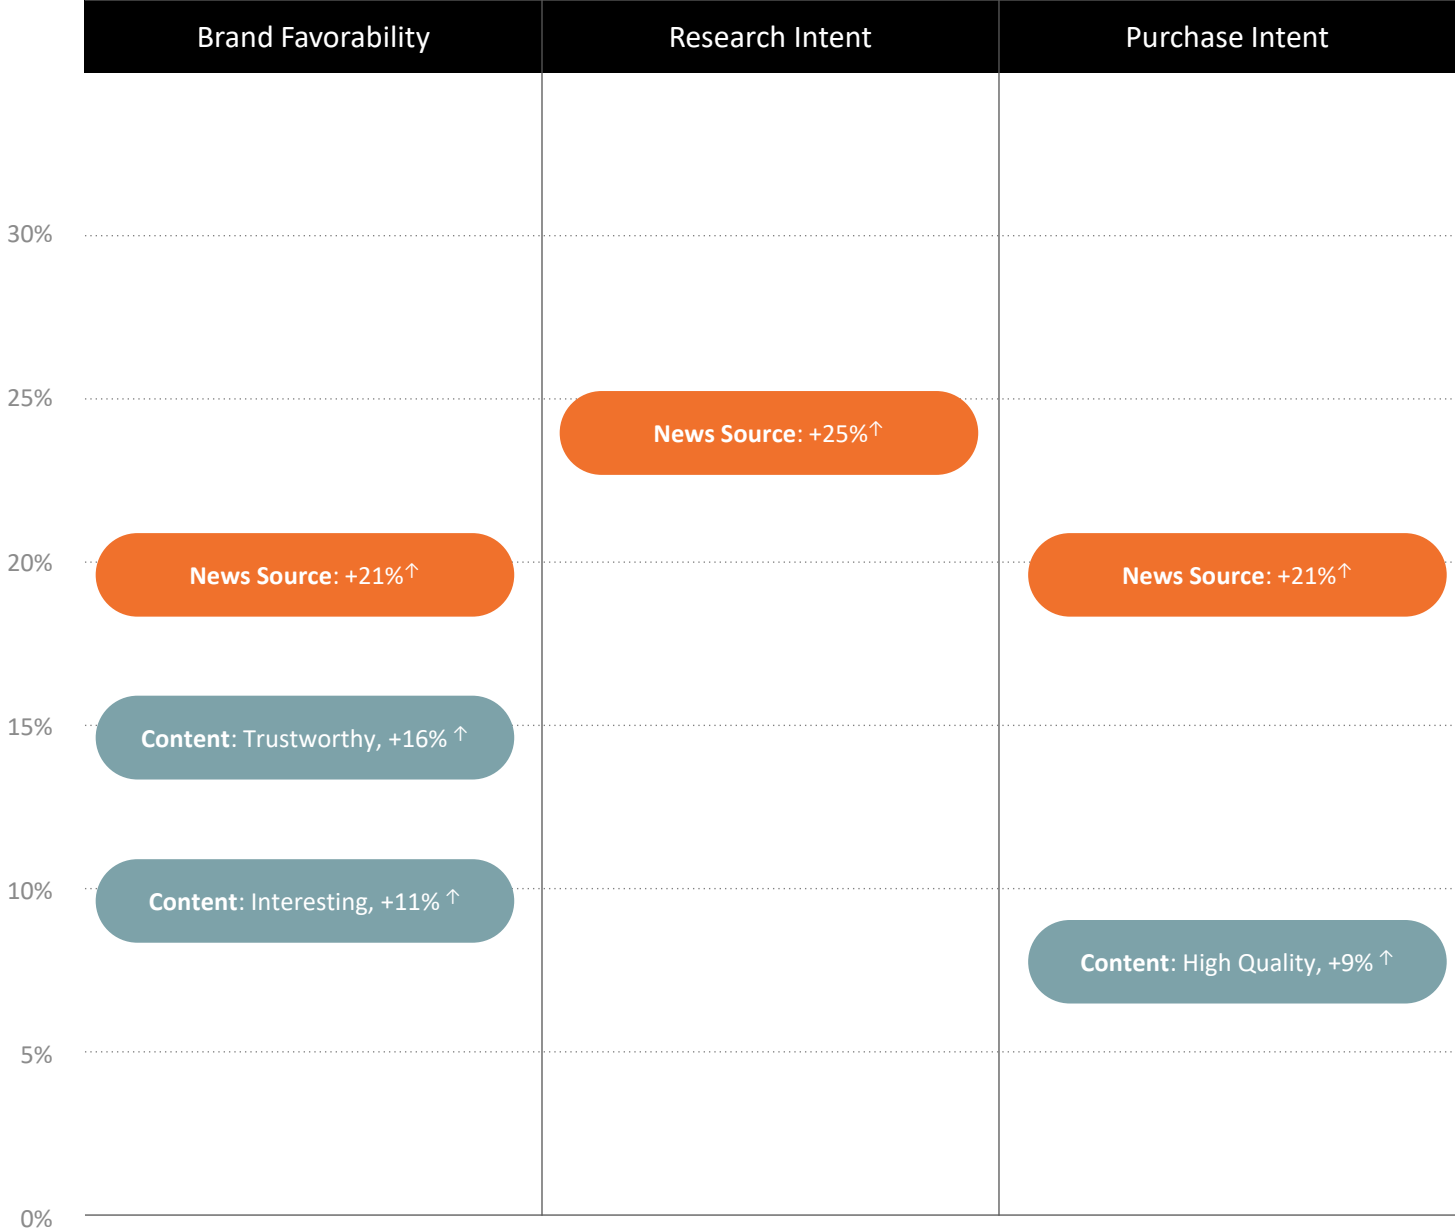 Brand Favorability
Research Intent
Purchase Intent
30%
25%
News Source: +25%↑
20%
News Source: +21%↑
News Source: +21%↑
15%
Content: Trustworthy, +16% ↑
10%
Content: Interesting, +11% ↑
Content: High Quality, +9% ↑
5%
0%